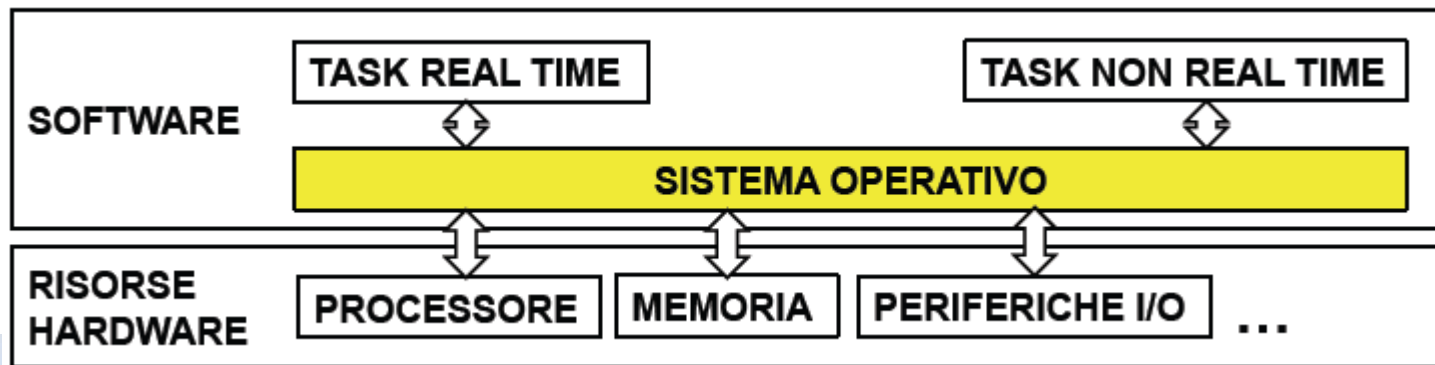 TASK REAL TIME
TASK NON REAL TIME
SOFTWARE
SISTEMA OPERATIVO
RISORSE
HARDWARE
PROCESSORE
MEMORIA
PERIFERICHE I/O
...